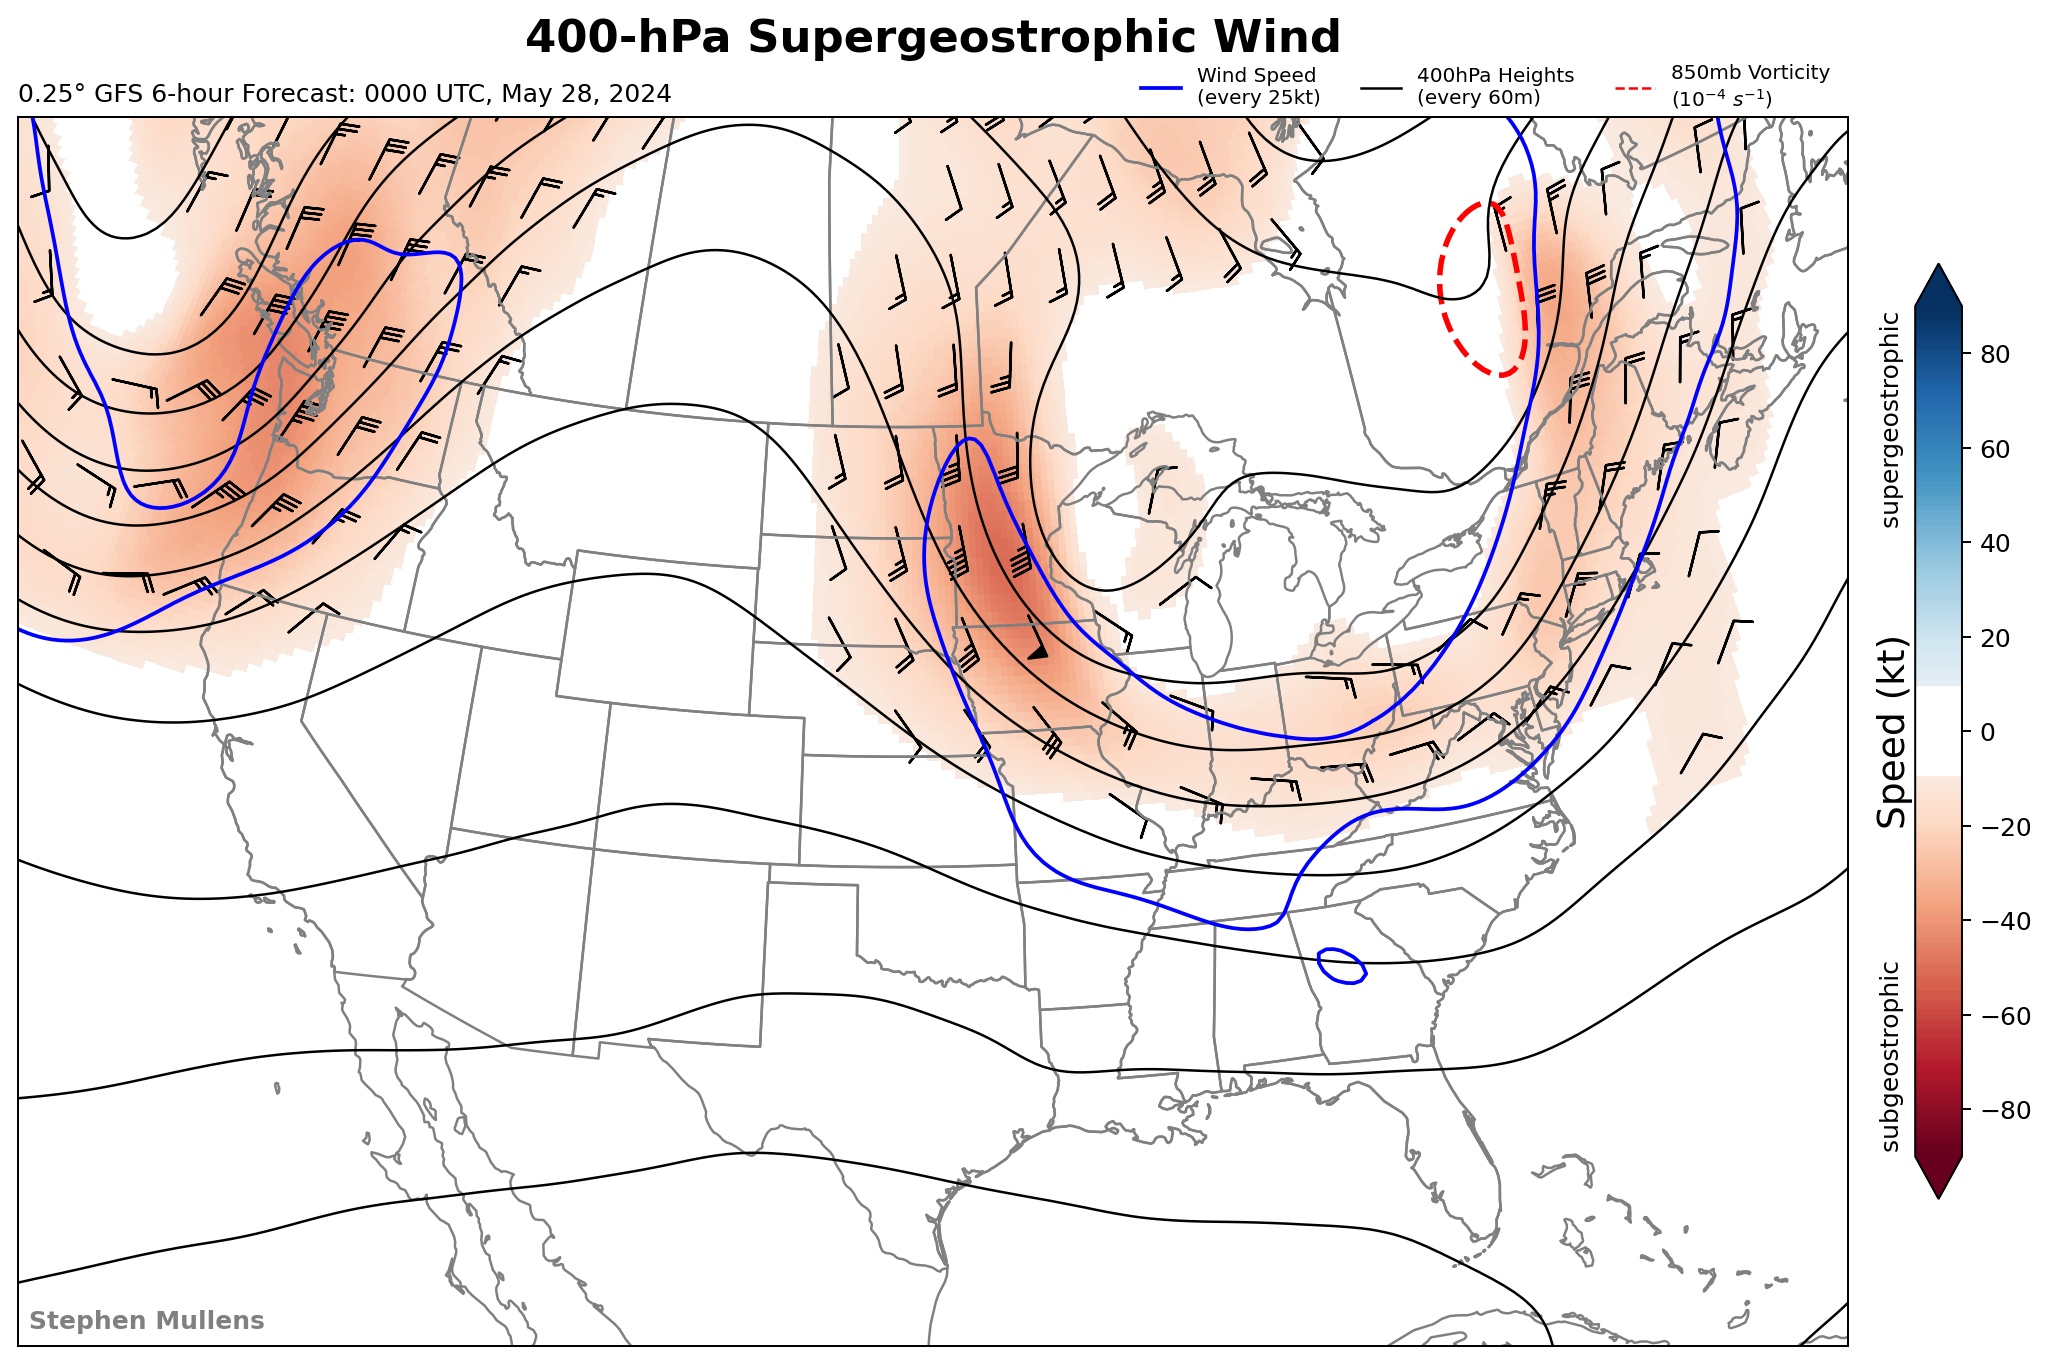 400-hPa Supergeostrophic Wind
0.25° GFS 6-hour Forecast: 0000 UTC, May 28, 2024
Wind Speed
(every 25kt)
400hPa Heights
(every 60m)
850mb Vorticity
(10⁻⁴ s⁻¹)
supergeostrophic
Speed (kt)
subgeostrophic
80
60
40
20
0
−20
−40
−60
−80
Stephen Mullens